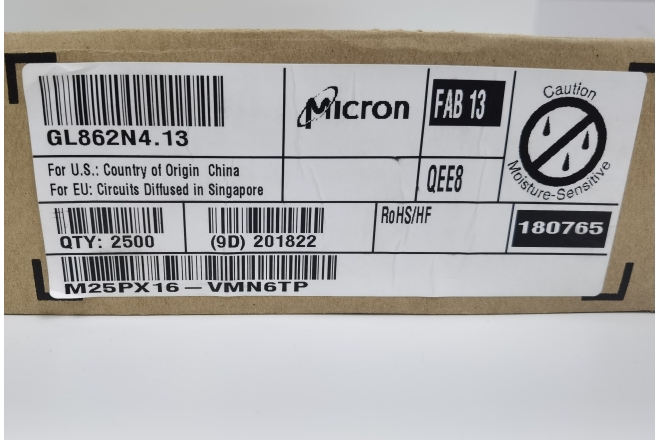 GL862N4.13
Micron
FAB 13
Caution
Moisture-Sensitive
For U.S.: Country of Origin China
For EU: Circuits Diffused in Singapore
QEE8
QTY: 2500
(9D) 201822
RoHS/HF
180765
M25PX16-VMN6TP